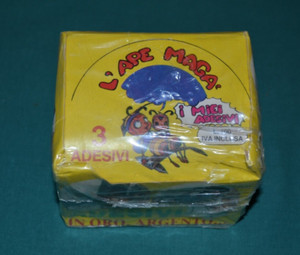 L'APE MAGA'
i MIEI
ADESIVI
3
ADESIVI
IN ORO, ARGENTO